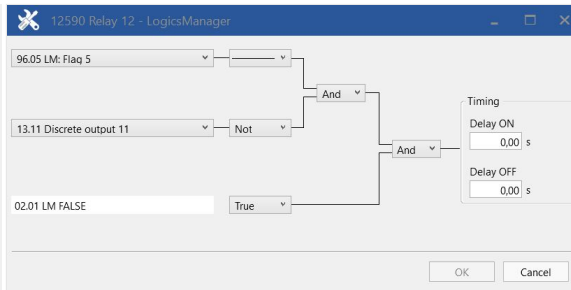 12590 Relay 12 - LogicsManager
96.05 LM: Flag 5
And
Timing
Delay ON
13.11 Discrete output 11 Not
0,00 s
And
Delay OFF
0,00 s
02.01 LM FALSE True
OK Cancel